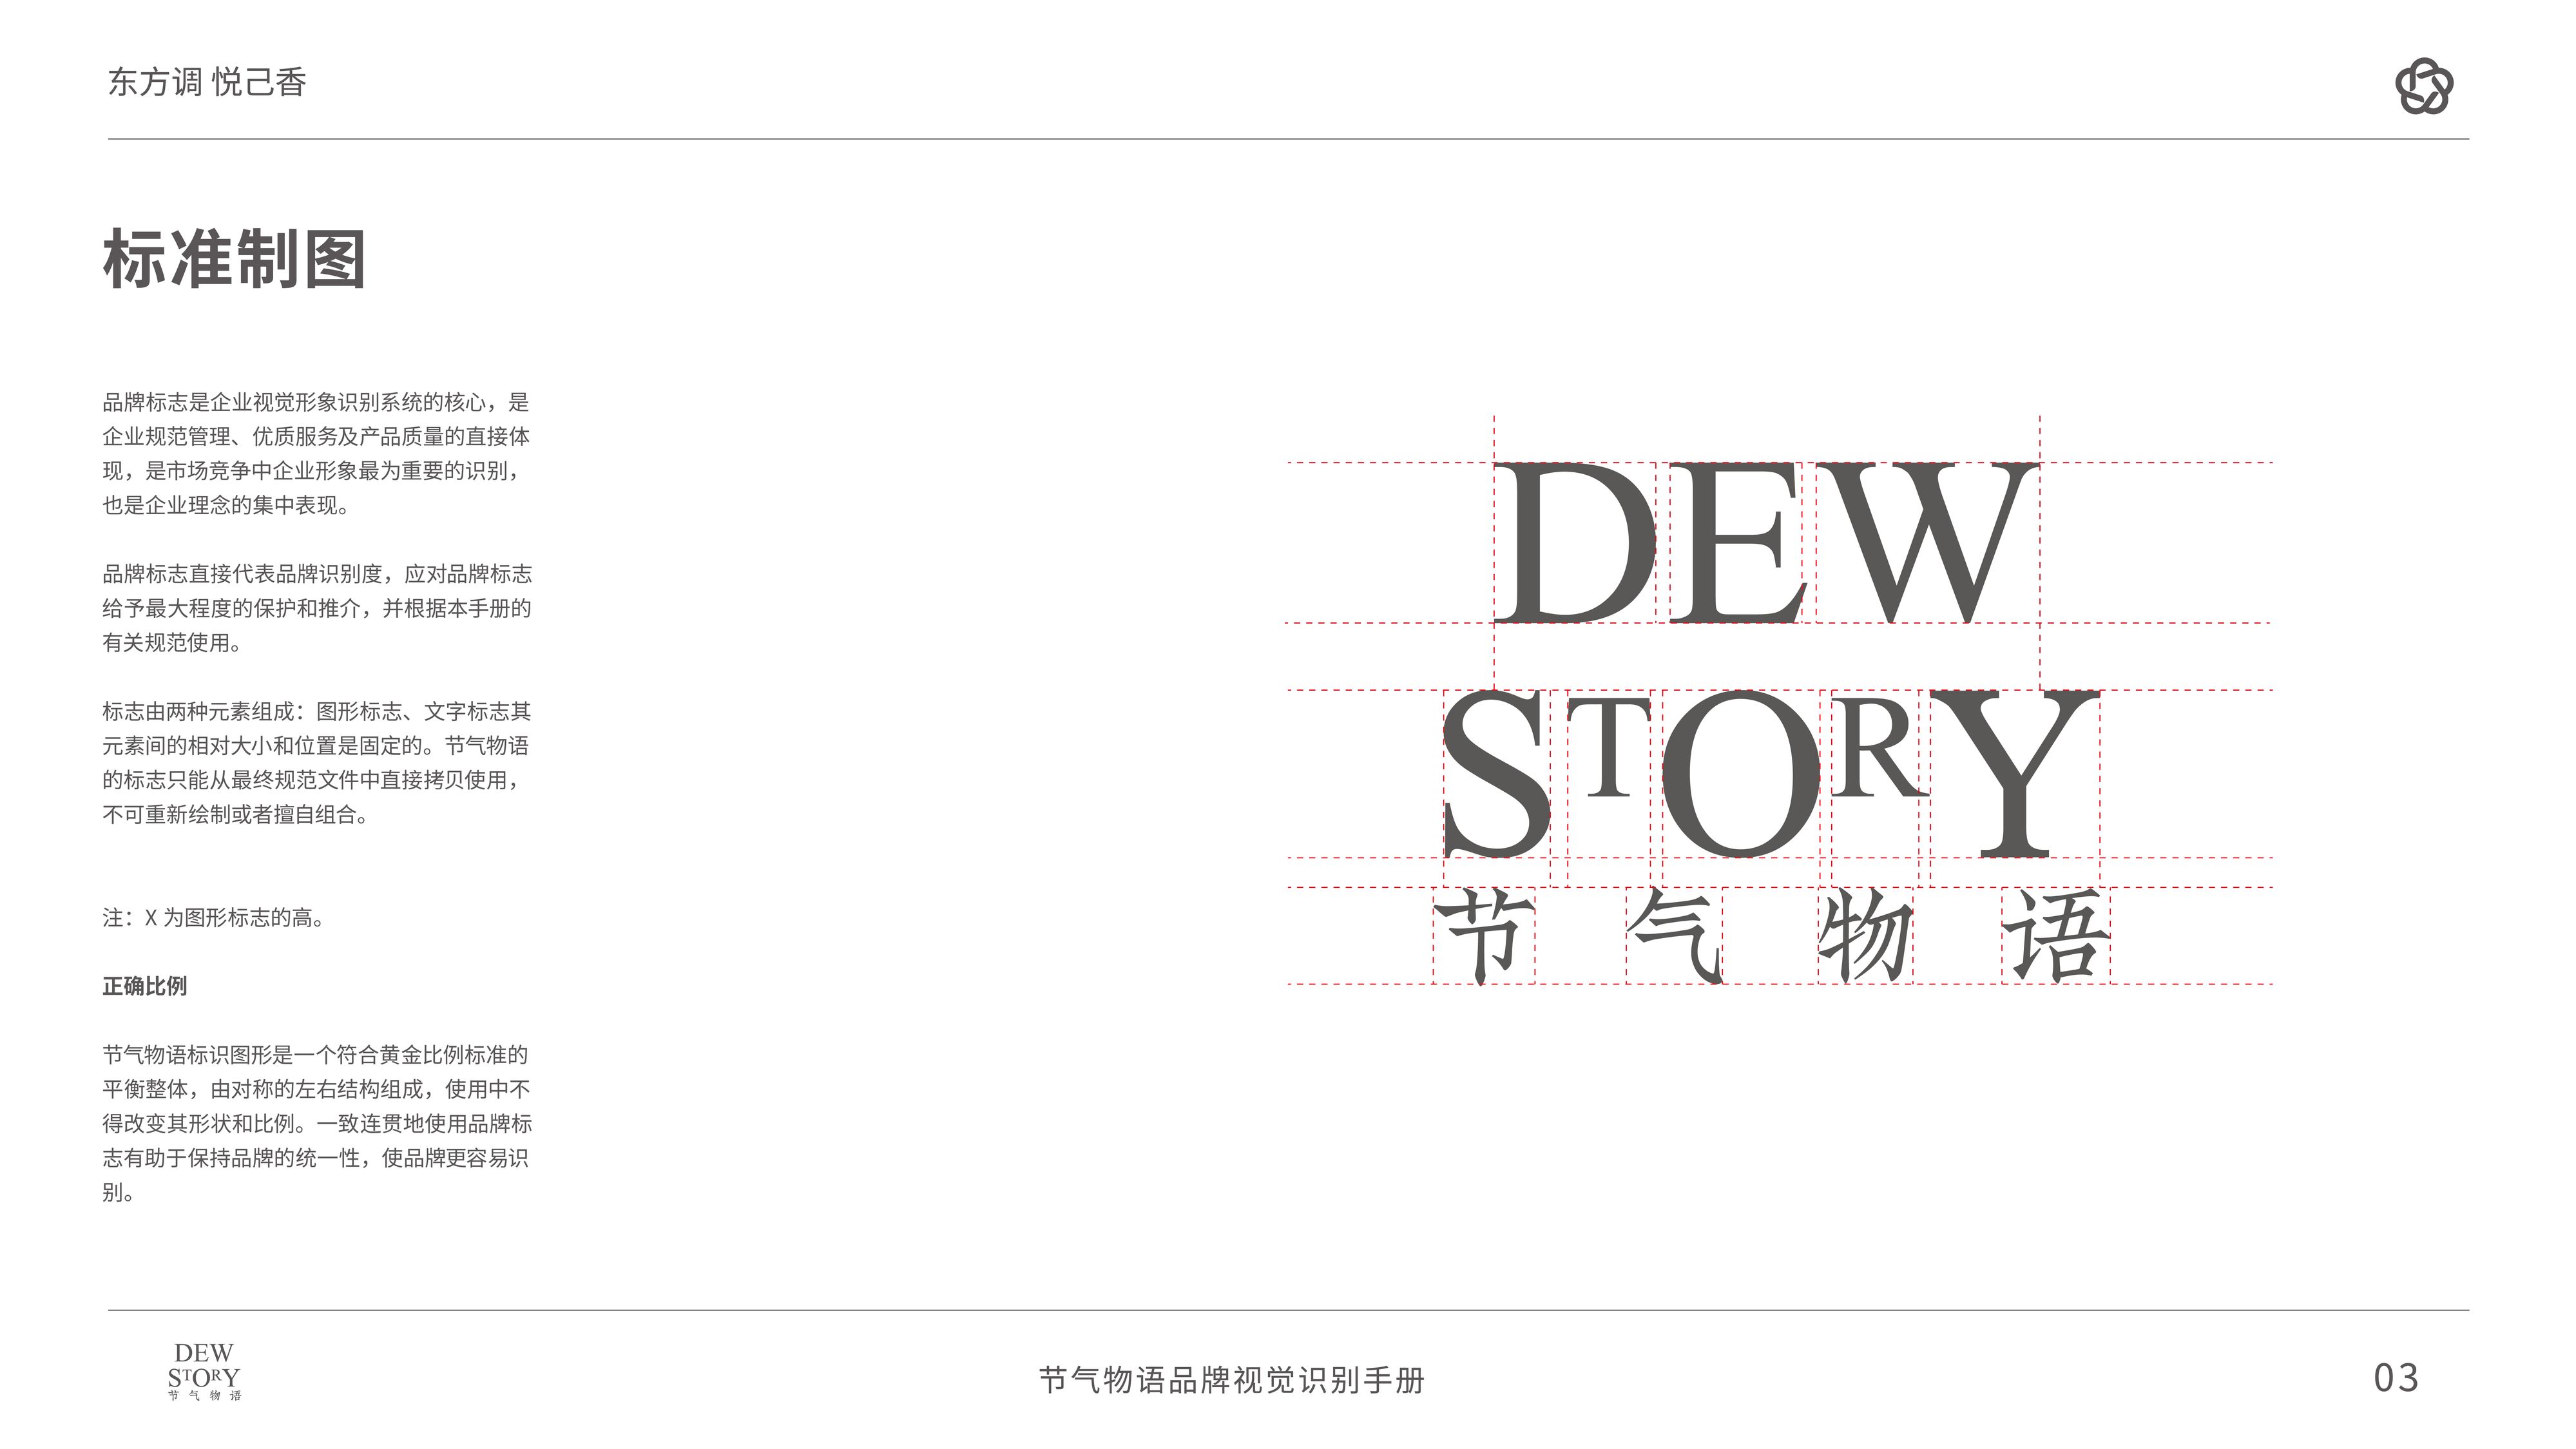 东方调 悦己香
标准制图
品牌标志是企业视觉形象识别系统的核心，是
企业规范管理、优质服务及产品质量的直接体
现，是市场竞争中企业形象最为重要的识别，
也是企业理念的集中表现。
品牌标志直接代表品牌识别度，应对品牌标志
给予最大程度的保护和推介，并根据本手册的
有关规范使用。
标志由两种元素组成：图形标志、文字标志其
元素间的相对大小和位置是固定的。节气物语
的标志只能从最终规范文件中直接拷贝使用，
不可重新绘制或者擅自组合。
注：X 为图形标志的高。
正确比例
节气物语标识图形是一个符合黄金比例标准的
平衡整体，由对称的左右结构组成，使用中不
得改变其形状和比例。一致连贯地使用品牌标
志有助于保持品牌的统一性，使品牌更容易识
别。
DEW
STORY
节 气 物 语
DEW
STORY
节 气 物 语
节气物语品牌视觉识别手册
03